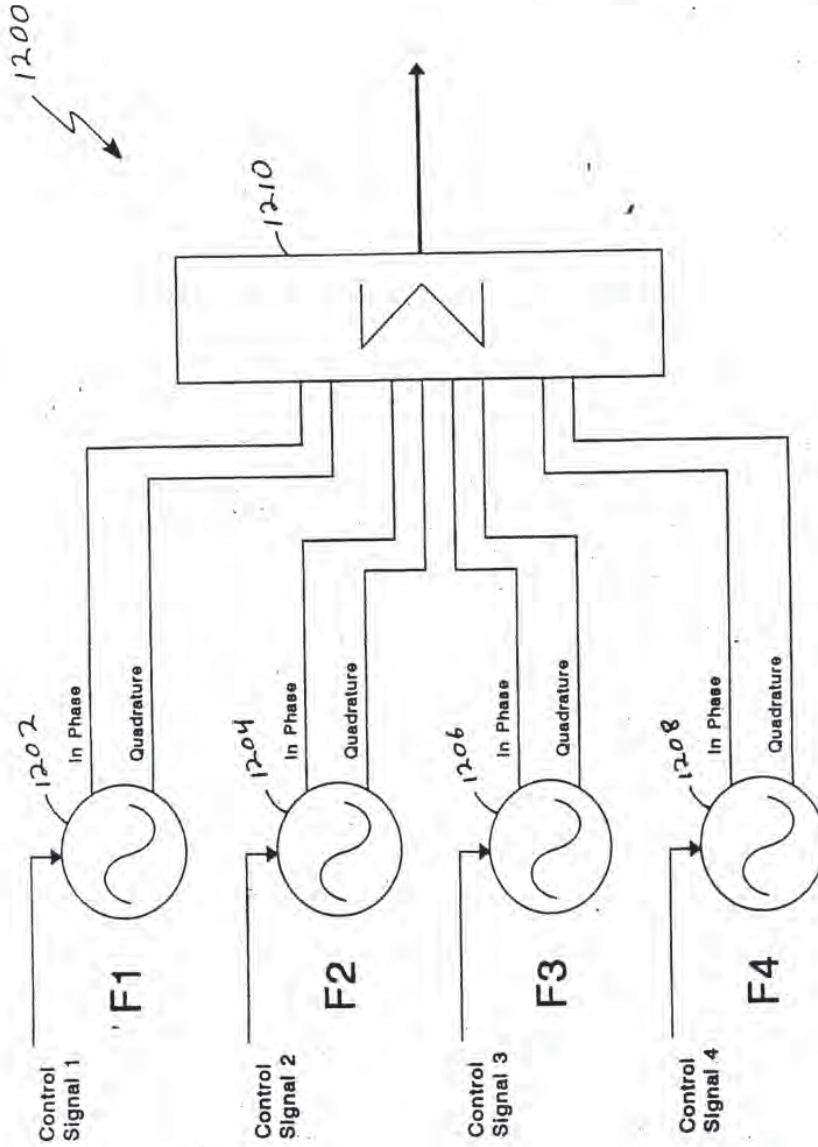 1200
1210
Σ
In Phase
1202
Quadrature
Control
Signal 1
F1
In Phase
1204
Quadrature
Control
Signal 2
F2
In Phase
1206
Quadrature
Control
Signal 3
F3
In Phase
1208
Quadrature
Control
Signal 4
F4